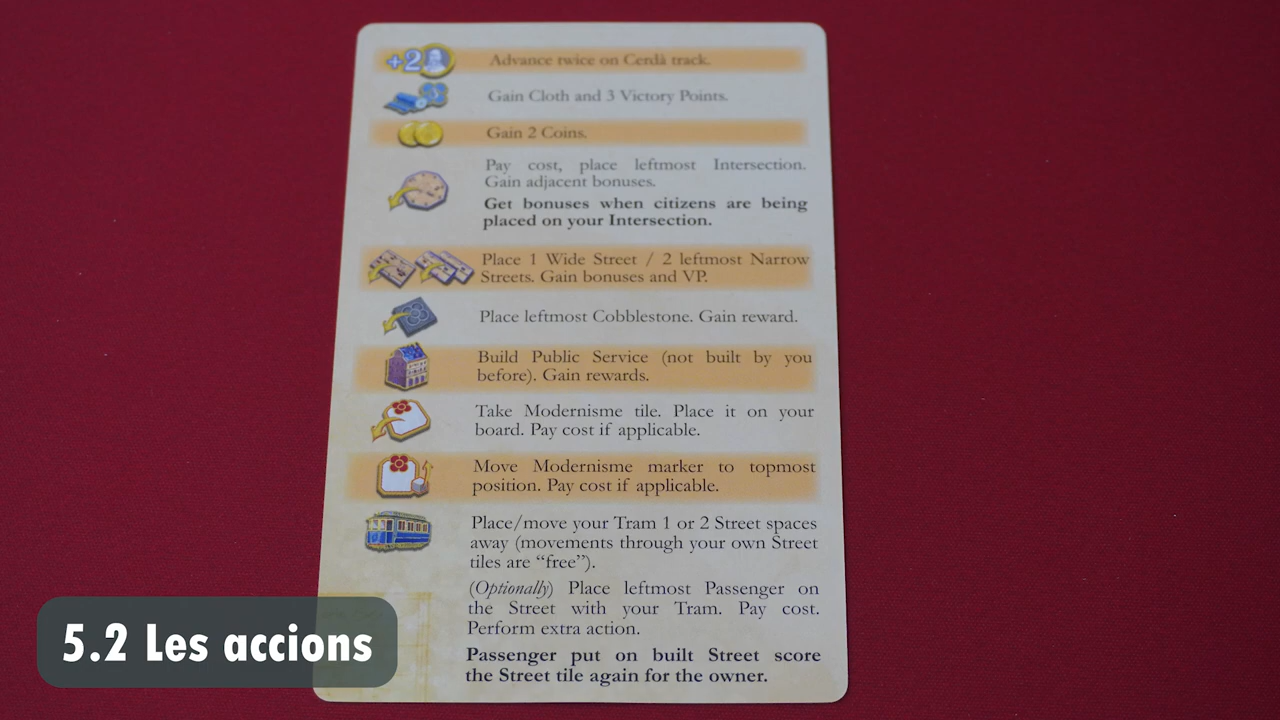 +2
Advance twice on Cerdà track.
Gain Cloth and 3 Victory Points.
Gain 2 Coins.
Pay cost, place leftmost Intersection.
Gain adjacent bonuses.
Get bonuses when citizens are being
placed on your Intersection.
Place 1 Wide Street / 2 leftmost Narrow
Streets. Gain bonuses and VP.
Place leftmost Cobblestone. Gain reward.
Build Public Service (not built by you
before). Gain rewards.
Take Modernisme tile. Place it on your
board. Pay cost if applicable.
Move Modernisme marker to topmost
position. Pay cost if applicable.
Place/move your Tram 1 or 2 Street spaces
away (movements through your own Street
tiles are “free”).
(Optionally) Place leftmost Passenger on
the Street with your Tram. Pay cost.
Perform extra action.
Passenger put on built Street score
the Street tile again for the owner.
5.2 Les accions